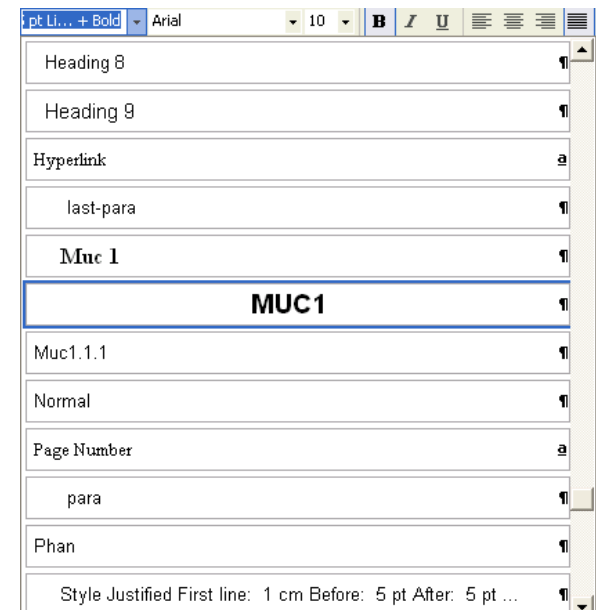 pt Li... + Bold Arial 10 B I U
Heading 8 ¶
Heading 9 ¶
Hyperlink a
last-para ¶
Muc 1 ¶
MUC1 ¶
Muc1.1.1 ¶
Normal ¶
Page Number a
para ¶
Phan ¶
Style Justified First line: 1 cm Before: 5 pt After: 5 pt ... ¶